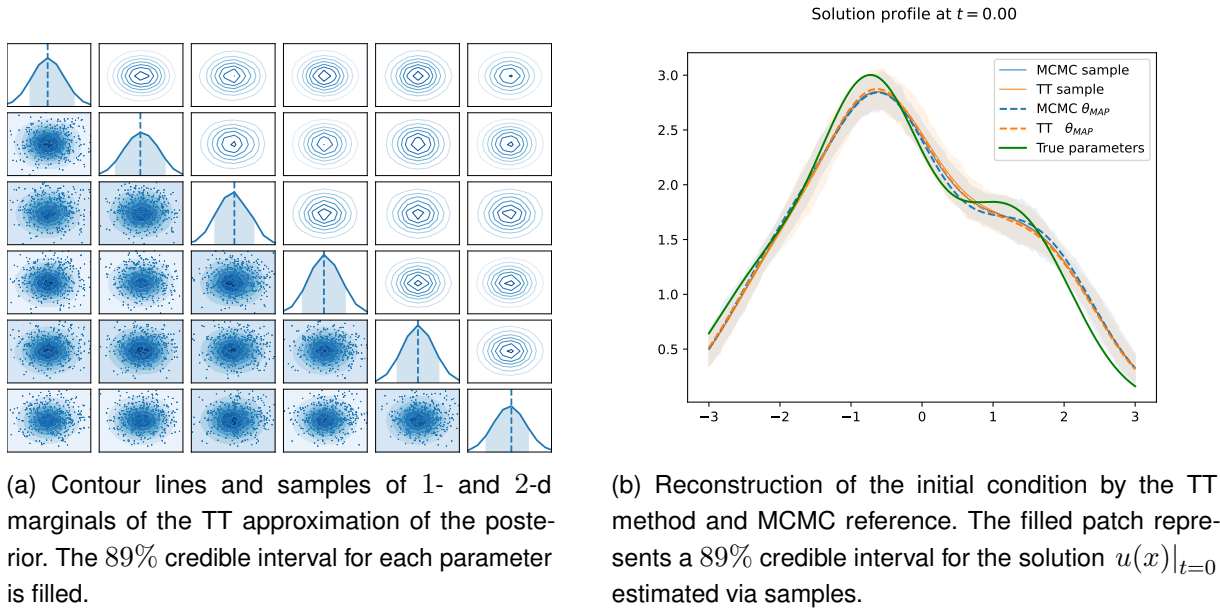 Solution profile at t = 0.00
3.0
2.5
2.0
1.5
1.0
0.5
−3
−2
−1
0
1
2
3
MCMC sample
TT sample
MCMC θ_MAP
TT θ_MAP
True parameters
(a) Contour lines and samples of 1- and 2-d
marginals of the TT approximation of the poste-
rior. The 89% credible interval for each parameter
is filled.
(b) Reconstruction of the initial condition by the TT
method and MCMC reference. The filled patch repre-
sents a 89% credible interval for the solution u(x)|_{t=0}
estimated via samples.